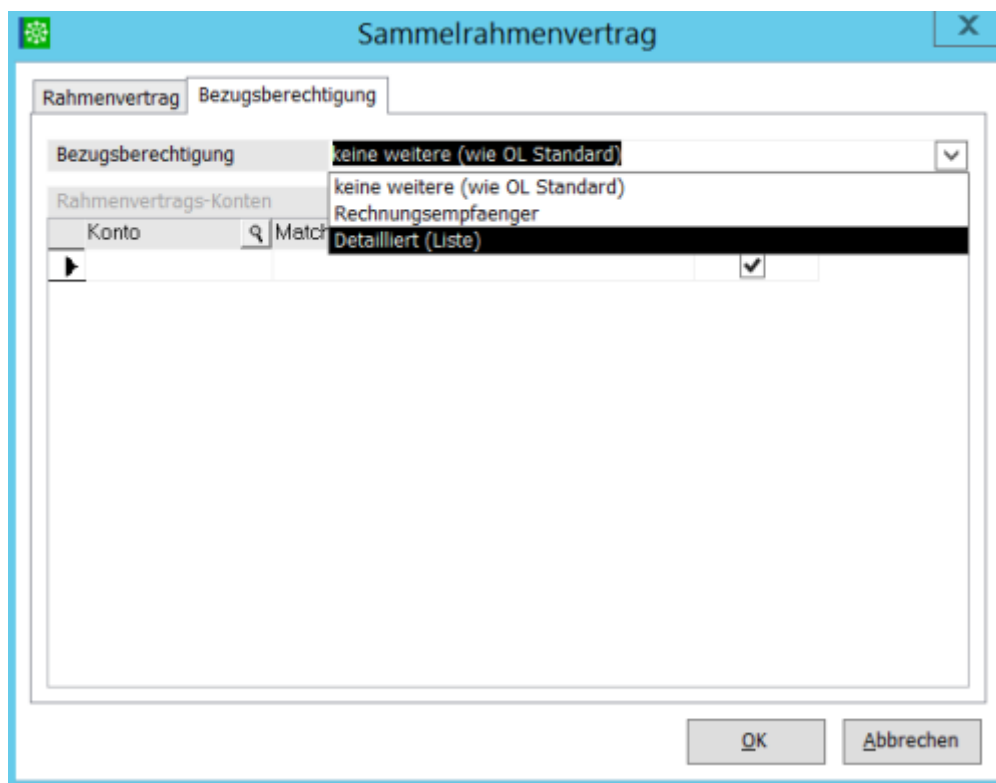 Sammelrahmenvertrag
X
Rahmenvertrag Bezugsberechtigung
Bezugsberechtigung keine weitere (wie OL Standard)
keine weitere (wie OL Standard)
Rahmenvertrags-Konten
Rechnungsempfaenger
Konto Match
Detailliert (Liste)
OK Abbrechen